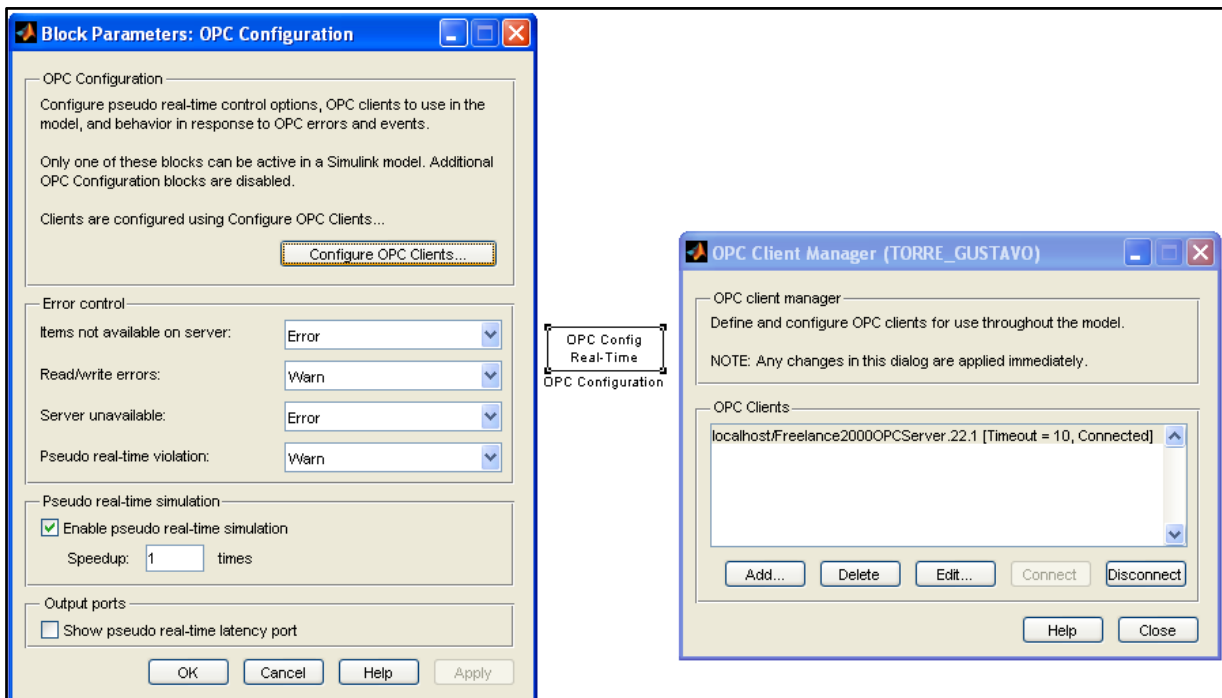 Block Parameters: OPC Configuration
OPC Configuration
Configure pseudo real-time control options, OPC clients to use in the
model, and behavior in response to OPC errors and events.
Only one of these blocks can be active in a Simulink model. Additional
OPC Configuration blocks are disabled.
Clients are configured using Configure OPC Clients...
Configure OPC Clients...
Error control
Items not available on server:
Error
Read/write errors:
Warn
Server unavailable:
Error
Pseudo real-time violation:
Warn
Pseudo real-time simulation
Enable pseudo real-time simulation
Speedup: 1 times
Output ports
Show pseudo real-time latency port
OK Cancel Help Apply
OPC Config
Real-Time
OPC Configuration
OPC Client Manager (TORRE_GUSTAVO)
OPC client manager
Define and configure OPC clients for use throughout the model.
NOTE: Any changes in this dialog are applied immediately.
OPC Clients
localhost/Freelance2000OPCServer.22.1 [Timeout = 10, Connected]
Add... Delete Edit... Connect Disconnect
Help Close